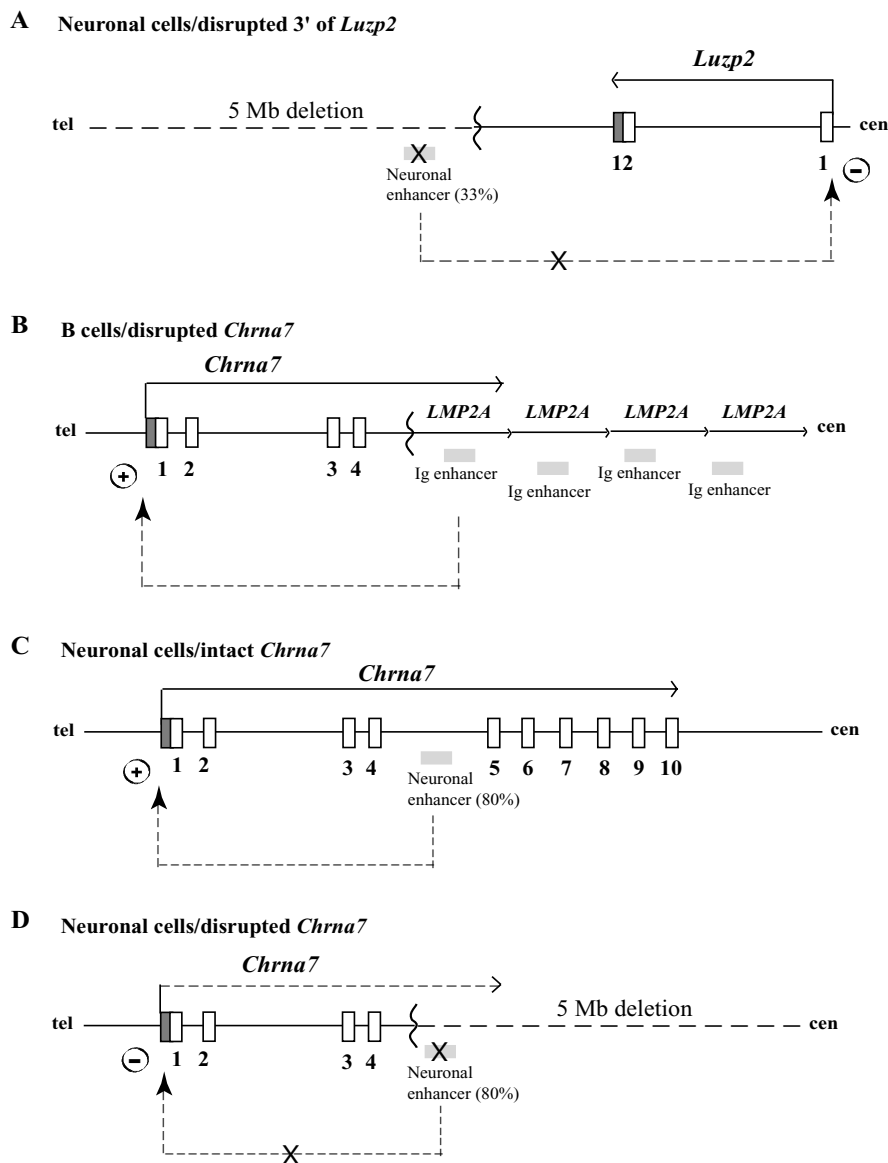 A Neuronal cells/disrupted 3' of Luzp2
Luzp2
tel 5 Mb deletion cen
X
12 1 −
Neuronal
enhancer (33%)
X
B B cells/disrupted Chrna7
Chrna7
LMP2A LMP2A LMP2A LMP2A
tel cen
1 2 3 4
+ Ig enhancer Ig enhancer Ig enhancer Ig enhancer
C Neuronal cells/intact Chrna7
Chrna7
tel cen
1 2 3 4 5 6 7 8 9 10
+ Neuronal
enhancer (80%)
D Neuronal cells/disrupted Chrna7
Chrna7
tel 5 Mb deletion cen
− 1 2 3 4 X
Neuronal
enhancer (80%)
X